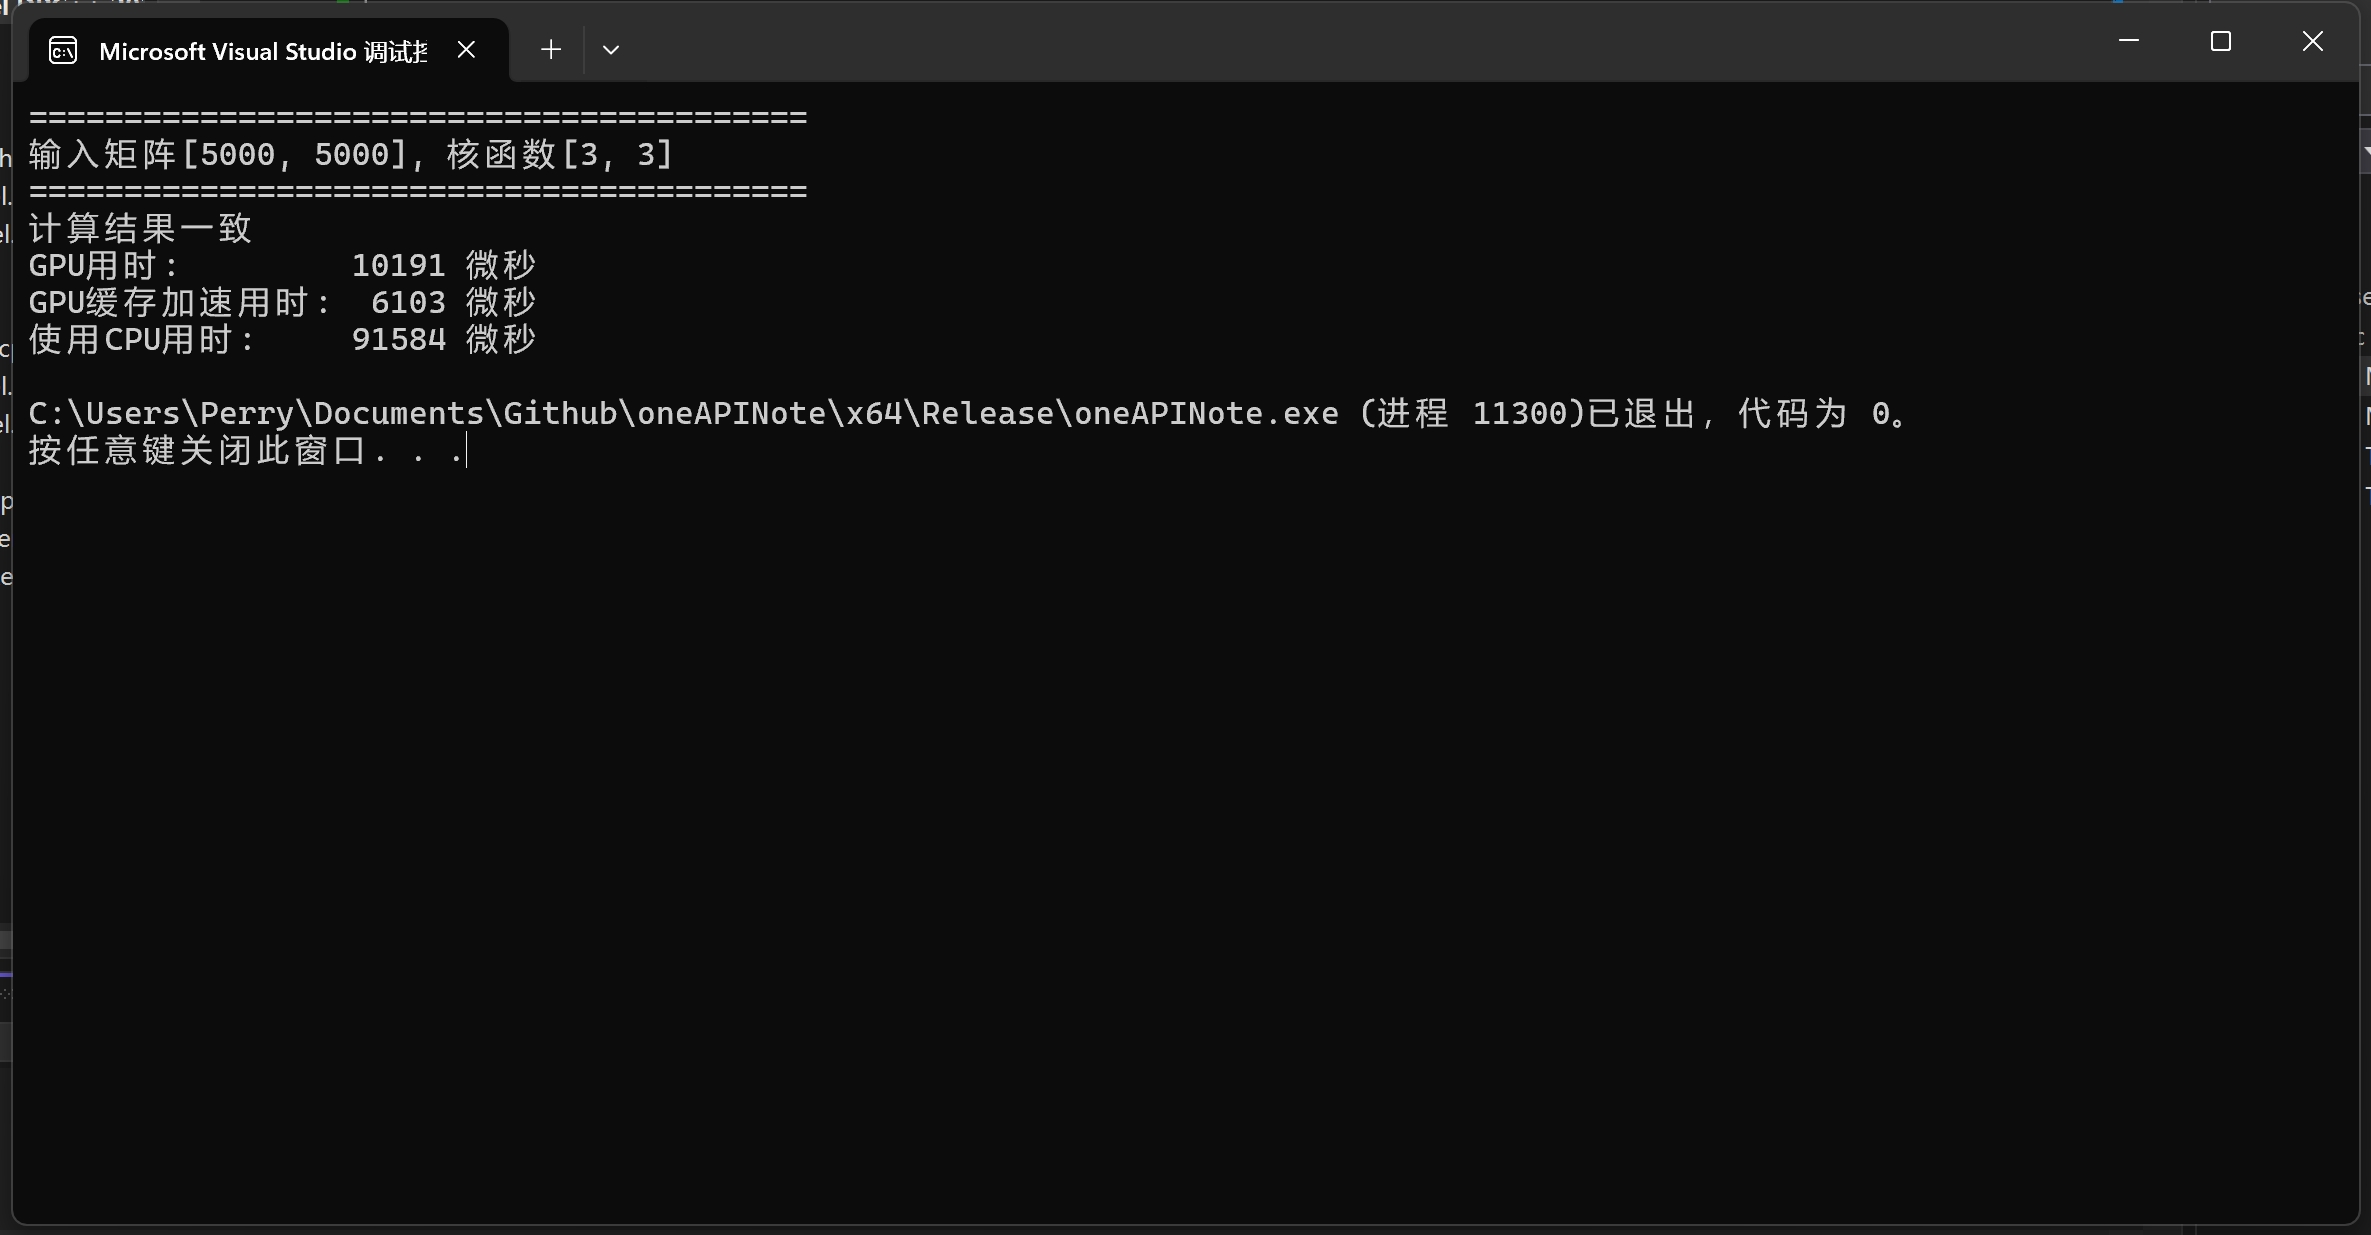 Microsoft Visual Studio 调试
=========================================
输入矩阵[5000, 5000], 核函数[3, 3]
=========================================
计算结果一致
GPU用时: 10191 微秒
GPU缓存加速用时: 6103 微秒
使用CPU用时: 91584 微秒
C:\Users\Perry\Documents\Github\oneAPINote\x64\Release\oneAPINote.exe (进程 11300)已退出, 代码为 0。
按任意键关闭此窗口. . .